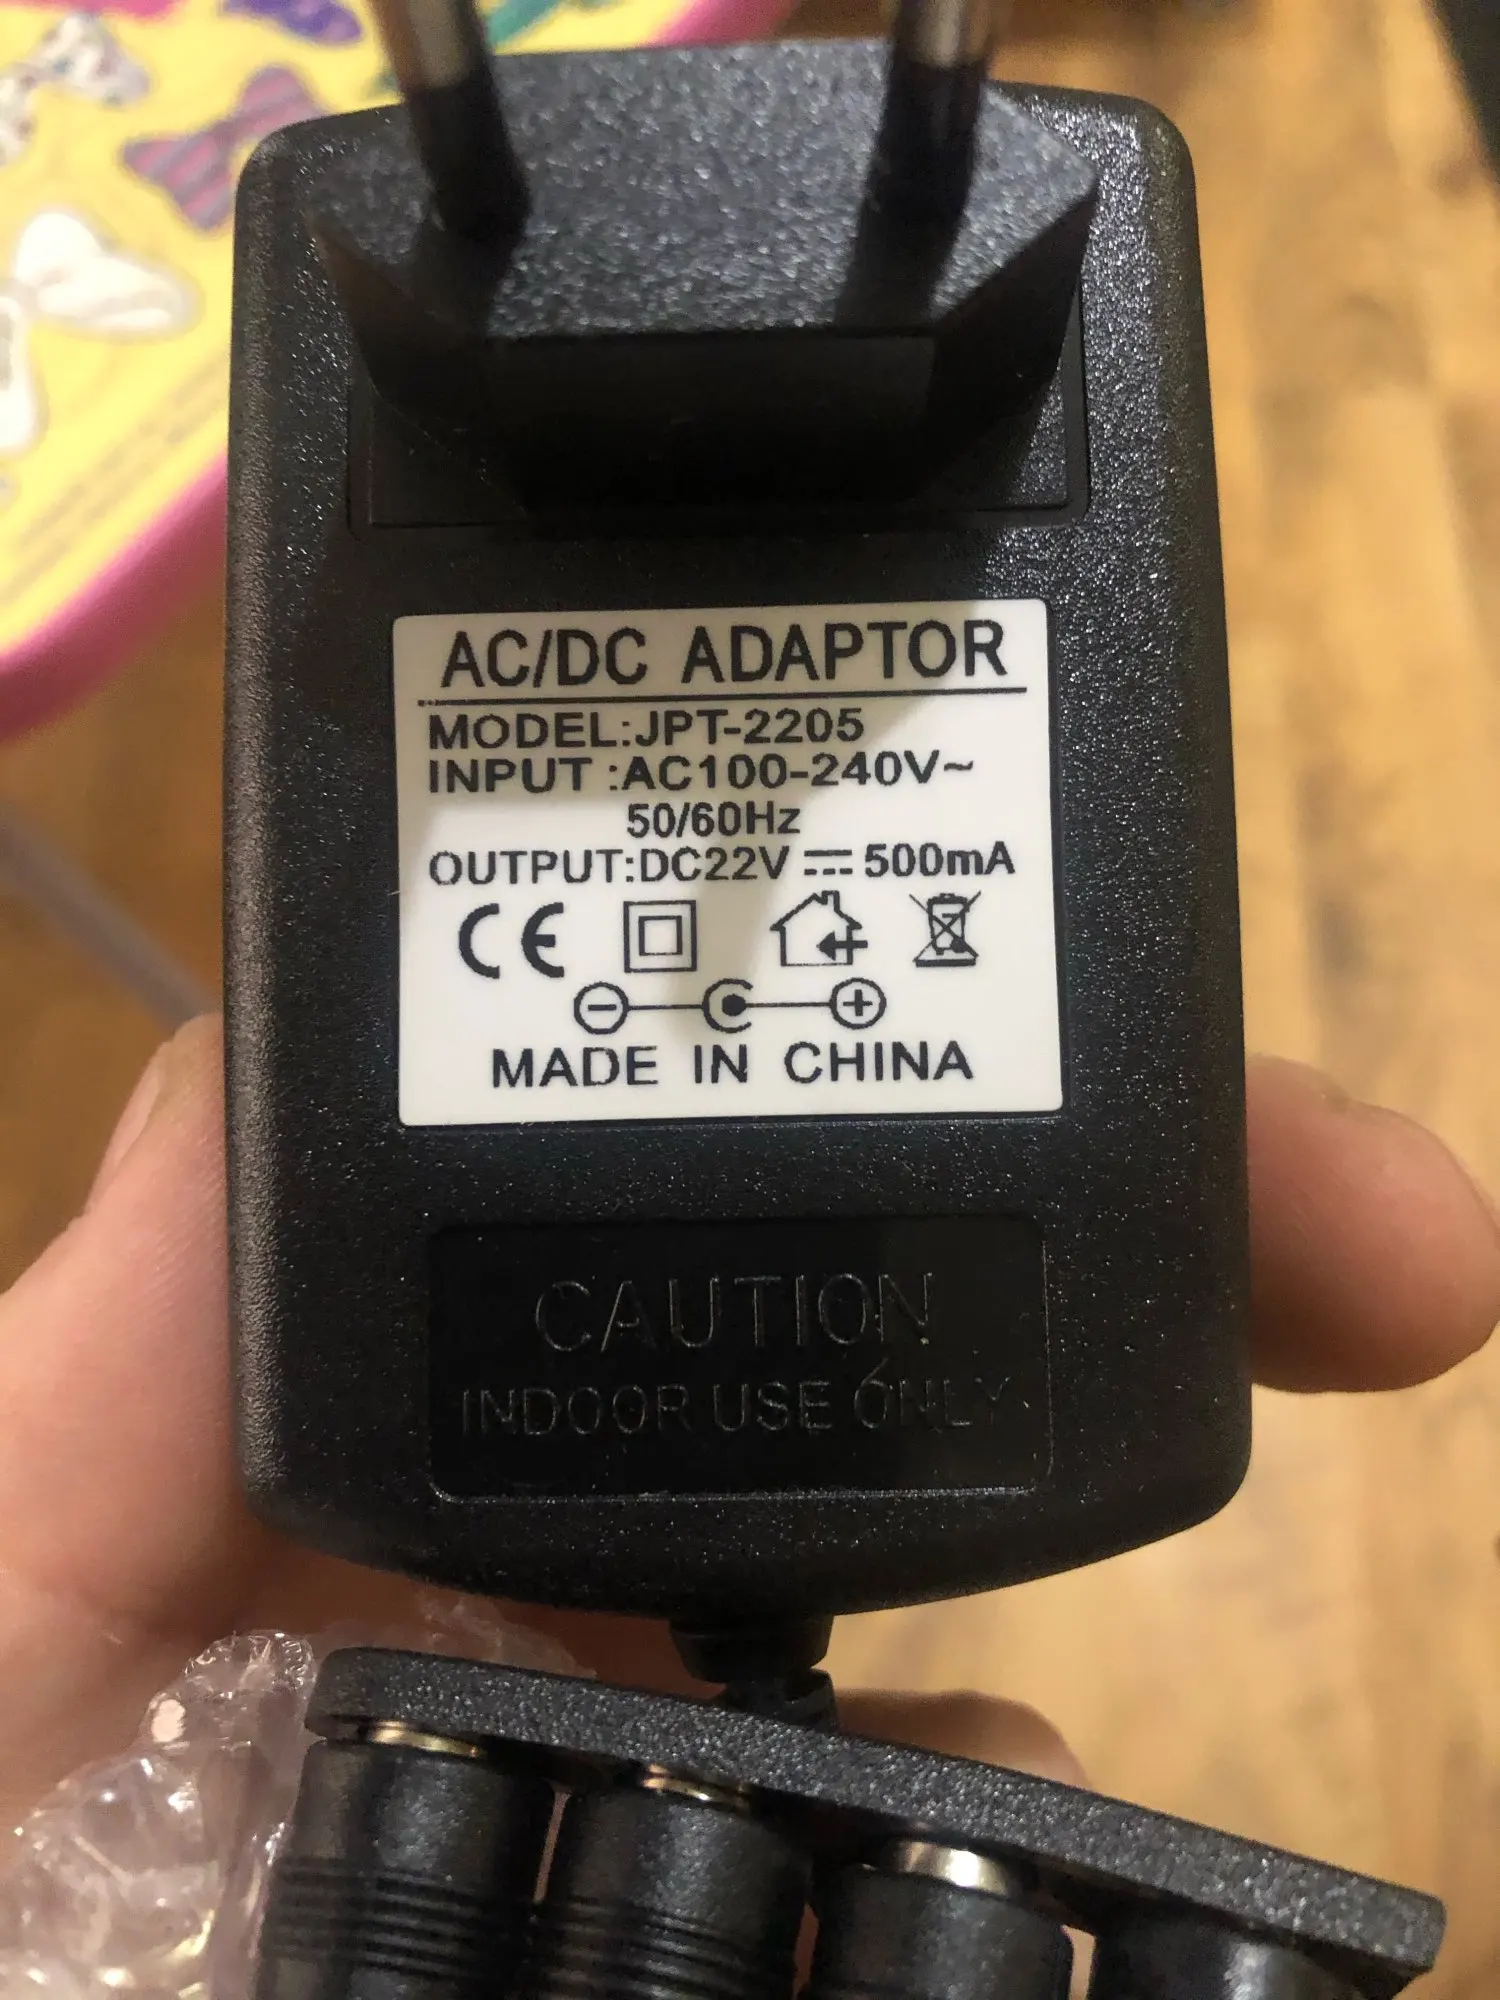 AC/DC ADAPTOR
MODEL:JPT-2205
INPUT :AC100-240V~
50/60Hz
OUTPUT:DC22V⎓500mA
CE
MADE IN CHINA
CAUTION
INDOOR USE ONLY